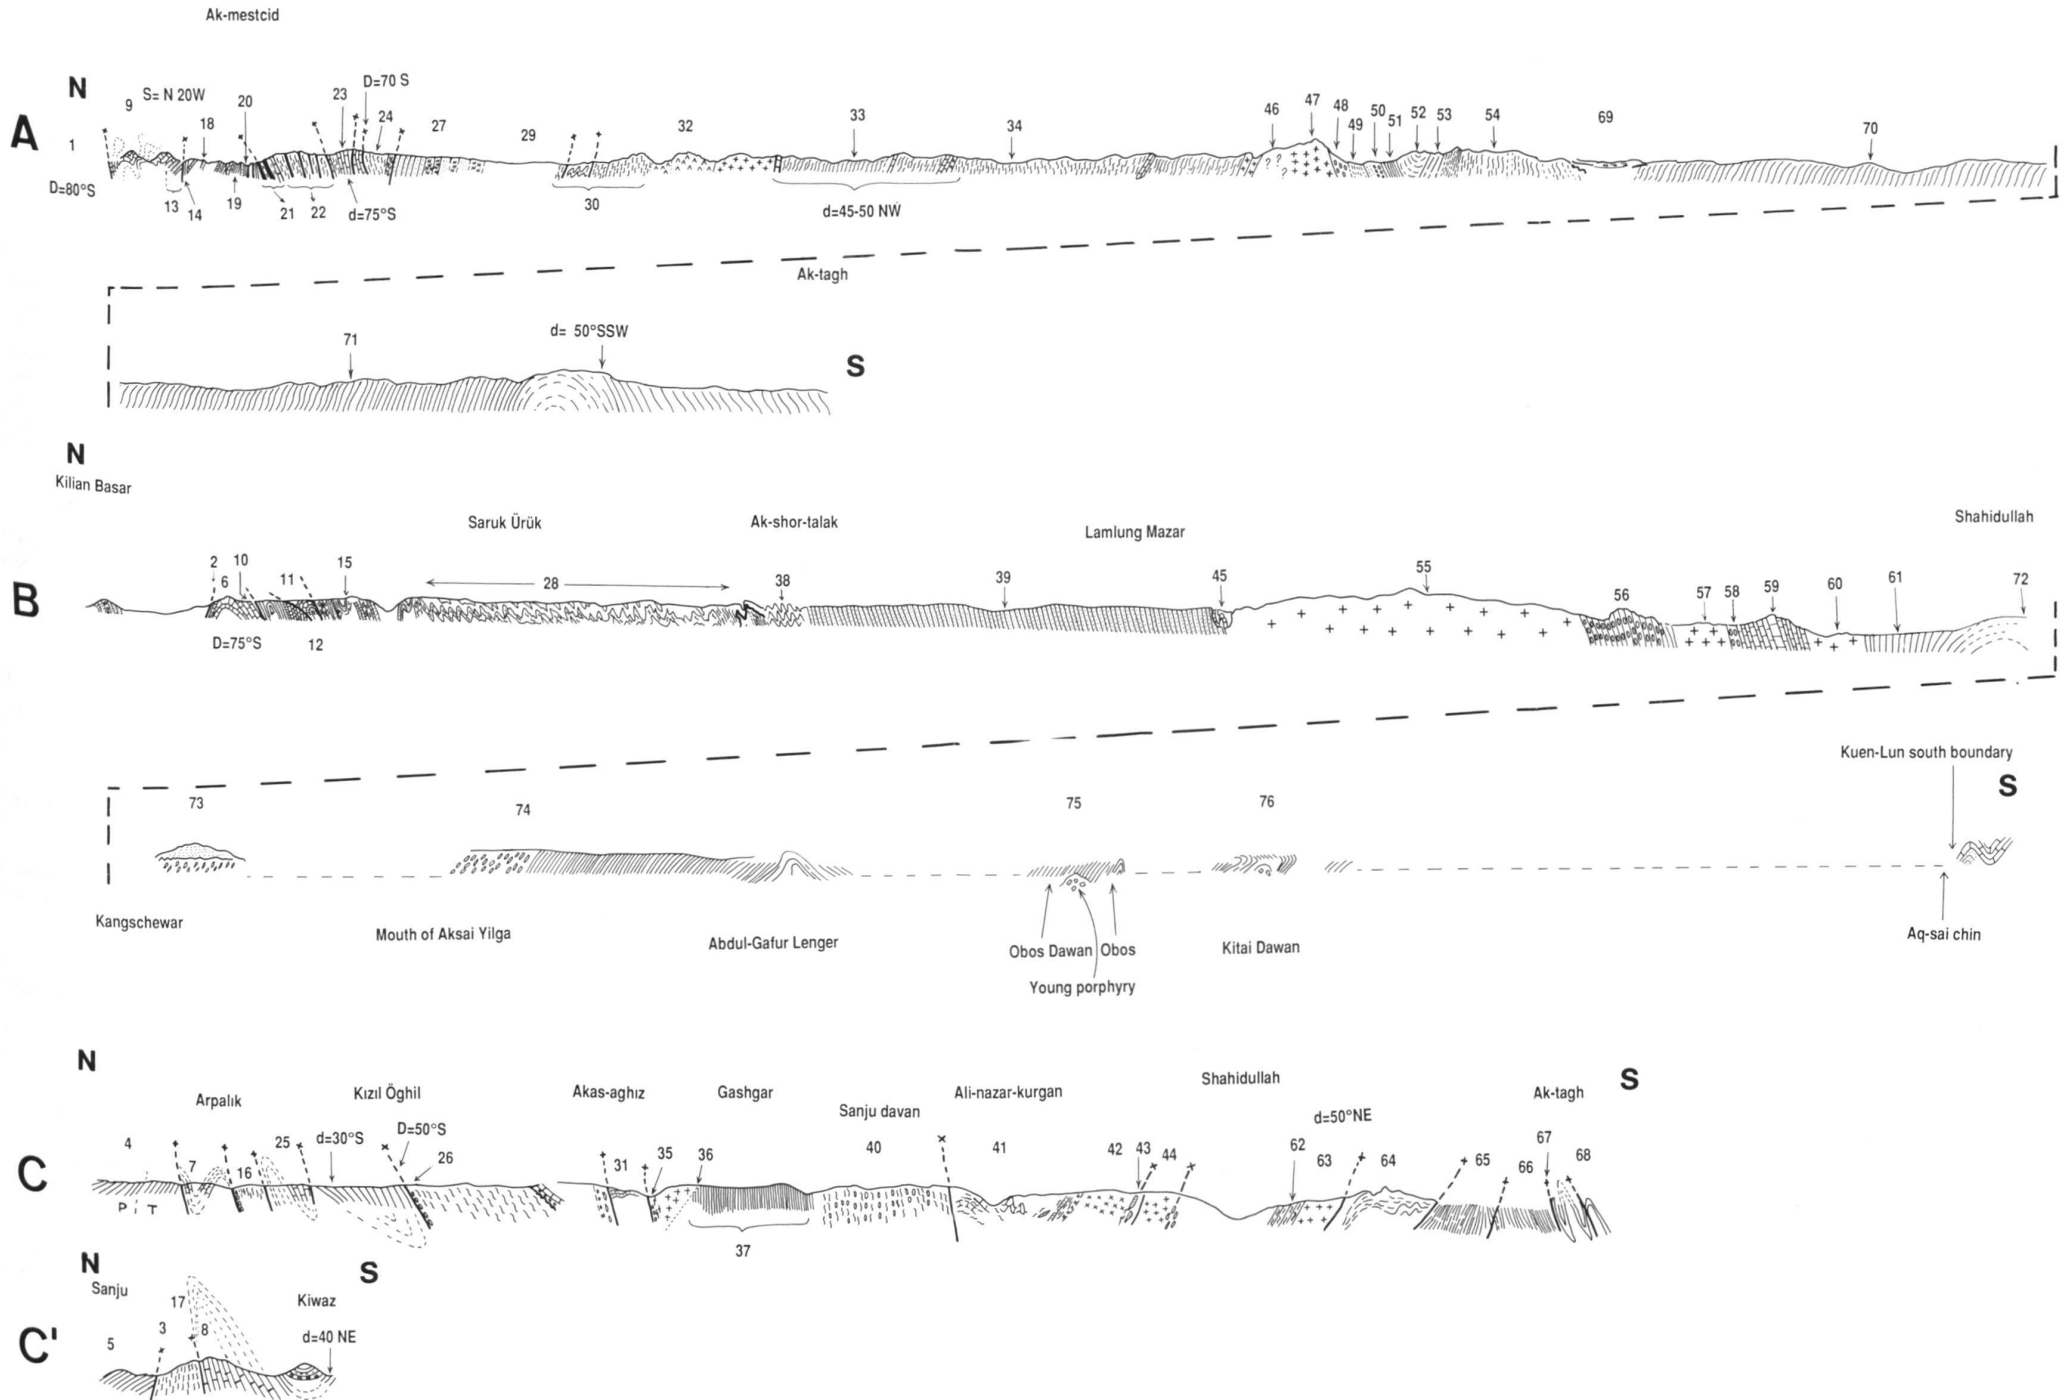 Ak-mestcid
N
D=70 S
9 S= N 20W 18 20 23 24 27 29 32 33 34 46 47 48 49 50 51 52 53 54 69 70
A
1
D=80°S
13 14 19 21 22 d=75°S 30 d=45-50 NW
Ak-tagh
71 d= 50°SSW
S
N
Kilian Basar
Saruk Ürük Ak-shor-talak Lamlung Mazar Shahidullah
B
2 6 10 11 15 28 38 39 45 55 56 57 58 59 60 61 72
D=75°S 12
Kuen-Lun south boundary
S
73 74 75 76
Kangschewar Mouth of Aksai Yilga Abdul-Gafur Lenger Obos Dawan Obos Kitai Dawan Aq-sai chin
Young porphyry
N
Arpalık Kızıl Öghil Akas-aghız Gashgar Sanju davan Ali-nazar-kurgan Shahidullah Ak-tagh
S
C
4 7 16 25 d=30°S D=50°S 26 31 35 36 40 41 42 43 44 62 d=50°NE 63 64 65 66 67 68
P T
37
N
S
Sanju Kiwaz
C'
5 3 17 8 d=40 NE